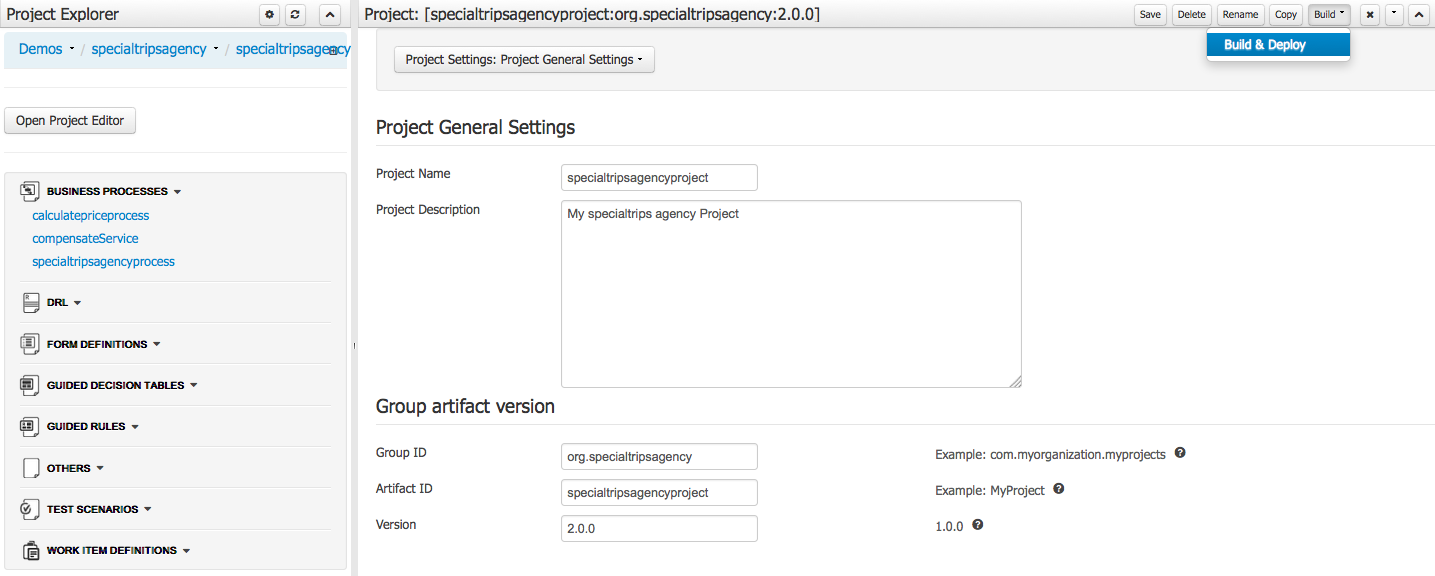 Project Explorer
Demos / specialtripsagency / specialtripsagency
Open Project Editor
BUSINESS PROCESSES
calculatepriceprocess
compensateService
specialtripsagencyprocess
DRL
FORM DEFINITIONS
GUIDED DECISION TABLES
GUIDED RULES
OTHERS
TEST SCENARIOS
WORK ITEM DEFINITIONS
Project: [specialtripsagencyproject:org.specialtripsagency:2.0.0]
Save Delete Rename Copy Build
Build & Deploy
Project Settings: Project General Settings
Project General Settings
Project Name specialtripsagencyproject
Project Description My specialtrips agency Project
Group artifact version
Group ID org.specialtripsagency Example: com.myorganization.myprojects
Artifact ID specialtripsagencyproject Example: MyProject
Version 2.0.0 1.0.0